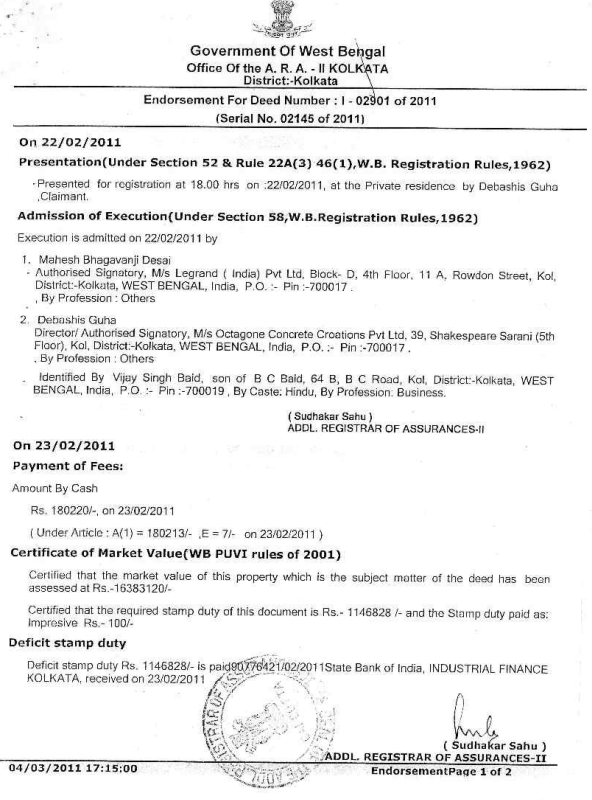 Government Of West Bengal
Office Of the A. R. A. - II KOLKATA
District:-Kolkata
Endorsement For Deed Number : I - 02901 of 2011
(Serial No. 02145 of 2011)
On 22/02/2011
Presentation(Under Section 52 & Rule 22A(3) 46(1),W.B. Registration Rules,1962)
Presented for registration at 18.00 hrs on :22/02/2011, at the Private residence by Debashis Guha
,Claimant.
Admission of Execution(Under Section 58,W.B.Registration Rules,1962)
Execution is admitted on 22/02/2011 by
1. Mahesh Bhagavanji Desai
Authorised Signatory, M/s Legrand ( India) Pvt Ltd, Block- D, 4th Floor, 11 A, Rowdon Street, Kol,
District:-Kolkata, WEST BENGAL, India, P.O. :- Pin :-700017 .
, By Profession : Others
2. Debashis Guha
Director/ Authorised Signatory, M/s Octagone Concrete Croations Pvt Ltd, 39, Shakespeare Sarani (5th
Floor), Kol, District:-Kolkata, WEST BENGAL, India, P.O. :- Pin :-700017 .
, By Profession : Others
Identified By Vijay Singh Baid, son of B C Baid, 64 B, B C Road, Kol, District:-Kolkata, WEST
BENGAL, India, P.O. :- Pin :-700019 , By Caste: Hindu, By Profession: Business.
( Sudhakar Sahu )
ADDL. REGISTRAR OF ASSURANCES-II
On 23/02/2011
Payment of Fees:
Amount By Cash
Rs. 180220/-, on 23/02/2011
( Under Article : A(1) = 180213/- ,E = 7/- on 23/02/2011 )
Certificate of Market Value(WB PUVI rules of 2001)
Certified that the market value of this property which is the subject matter of the deed has been
assessed at Rs.-16383120/-
Certified that the required stamp duty of this document is Rs.- 1146828 /- and the Stamp duty paid as:
Impresive Rs.- 100/-
Deficit stamp duty
Deficit stamp duty Rs. 1146828/- is paid90776421/02/2011State Bank of India, INDUSTRIAL FINANCE
KOLKATA, received on 23/02/2011
( Sudhakar Sahu )
ADDL. REGISTRAR OF ASSURANCES-II
04/03/2011 17:15:00
EndorsementPage 1 of 2